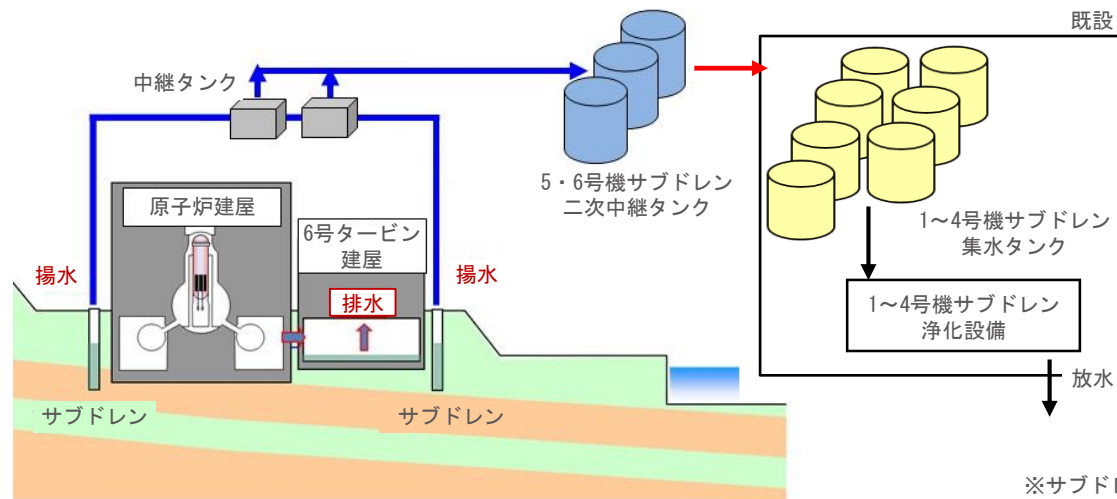 既設
中継タンク
5・6号機サブドレン
二次中継タンク
1～4号機サブドレン
集水タンク
原子炉建屋
6号タービン
建屋
揚水
揚水
排水
1～4号機サブドレン
浄化設備
放水
サブドレン
サブドレン
※サブドレ